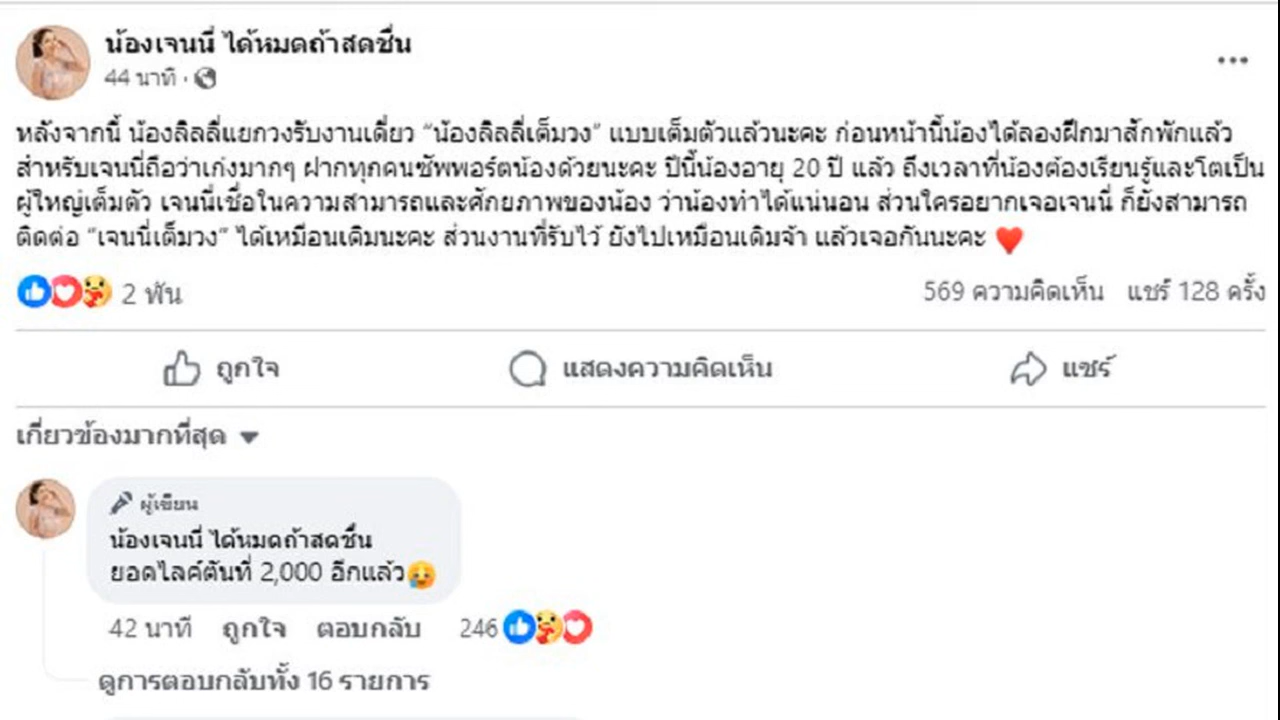 น้องเจนนี่ ได้หมดถ้าสดชื่น
44 นาที ·
หลังจากนี้ น้องลิลลี่แยกวงรับงานเดี่ยว “น้องลิลลี่เต็มวง” แบบเต็มตัวแล้วนะคะ ก่อนหน้านี้น้องได้ลองฝึกมาสักพักแล้ว
สำหรับเจนนี่ถือว่าเก่งมากๆ ฝากทุกคนซัพพอร์ตน้องด้วยนะคะ ปีนี้น้องอายุ 20 ปี แล้ว ถึงเวลาที่น้องต้องเรียนรู้และโตเป็น
ผู้ใหญ่เต็มตัว เจนนี่เชื่อในความสามารถและศักยภาพของน้อง ว่าน้องทำได้แน่นอน ส่วนใครอยากเจอเจนนี่ ก็ยังสามารถ
ติดต่อ “เจนนี่เต็มวง” ได้เหมือนเดิมนะคะ ส่วนงานที่รับไว้ ยังไปเหมือนเดิมจ้า แล้วเจอกันนะคะ ❤️
2 พัน
569 ความคิดเห็น แชร์ 128 ครั้ง
ถูกใจ แสดงความคิดเห็น แชร์
เกี่ยวข้องมากที่สุด
ผู้เขียน
น้องเจนนี่ ได้หมดถ้าสดชื่น
ยอดไลค์ตันที่ 2,000 อีกแล้ว🥲
42 นาที ถูกใจ ตอบกลับ 246
ดูการตอบกลับทั้ง 16 รายการ